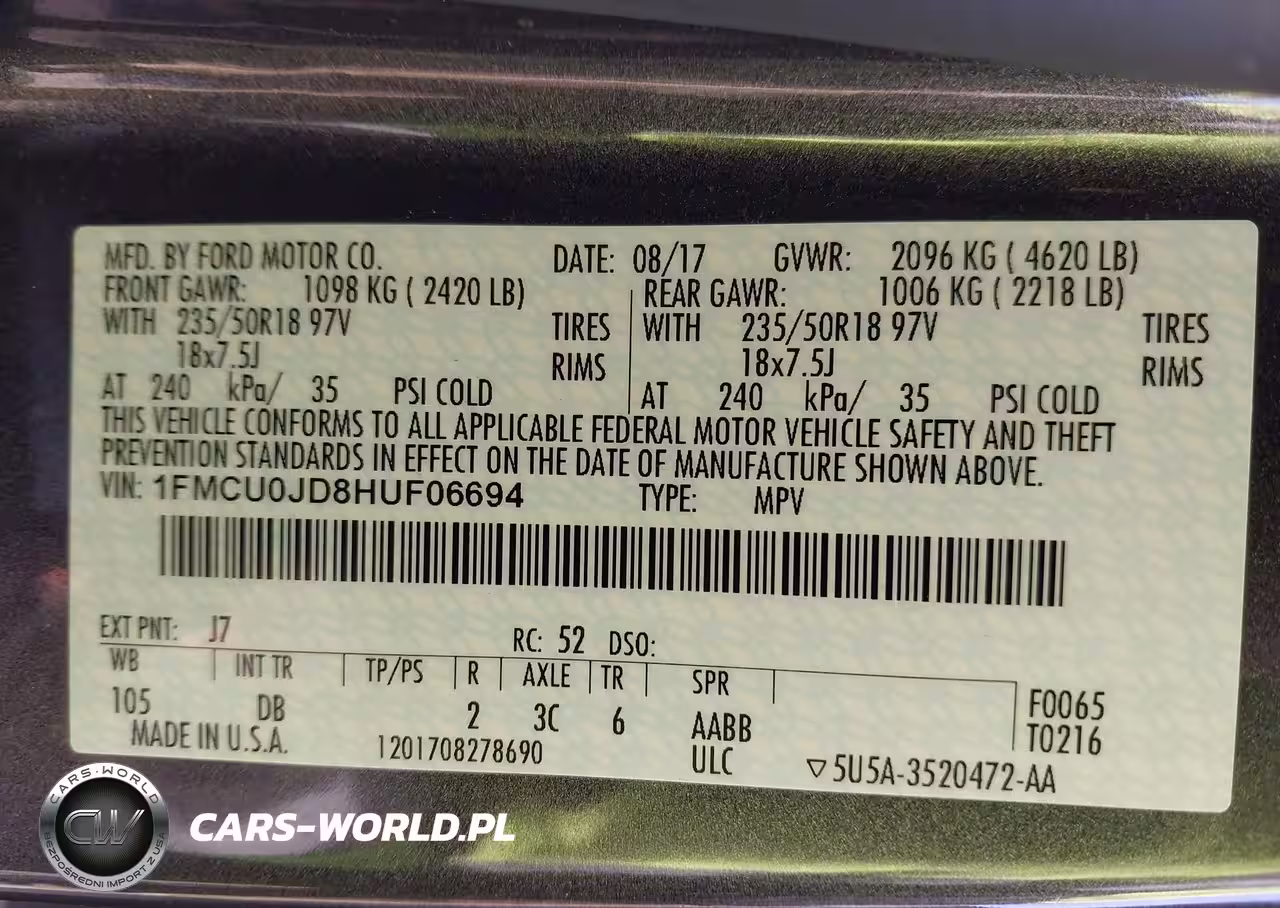 MFD. BY FORD MOTOR CO. DATE: 08/17 GVWR: 2096 KG ( 4620 LB)
FRONT GAWR: 1098 KG ( 2420 LB) REAR GAWR: 1006 KG ( 2218 LB)
WITH 235/50R18 97V TIRES WITH 235/50R18 97V TIRES
18x7.5J RIMS 18x7.5J RIMS
AT 240 kPa/ 35 PSI COLD AT 240 kPa/ 35 PSI COLD
THIS VEHICLE CONFORMS TO ALL APPLICABLE FEDERAL MOTOR VEHICLE SAFETY AND THEFT
PREVENTION STANDARDS IN EFFECT ON THE DATE OF MANUFACTURE SHOWN ABOVE.
VIN: 1FMCU0JD8HUF06694 TYPE: MPV
EXT PNT: J7 RC: 52 DSO:
WB INT TR TP/PS R AXLE TR SPR
105 DB 2 3C 6 AABB F0065
T0216
MADE IN U.S.A. 1201708278690 ULC ▽5U5A-3520472-AA
CARS-WORLD
CW
BEZPOŚREDNI IMPORT Z USA
CARS-WORLD.PL